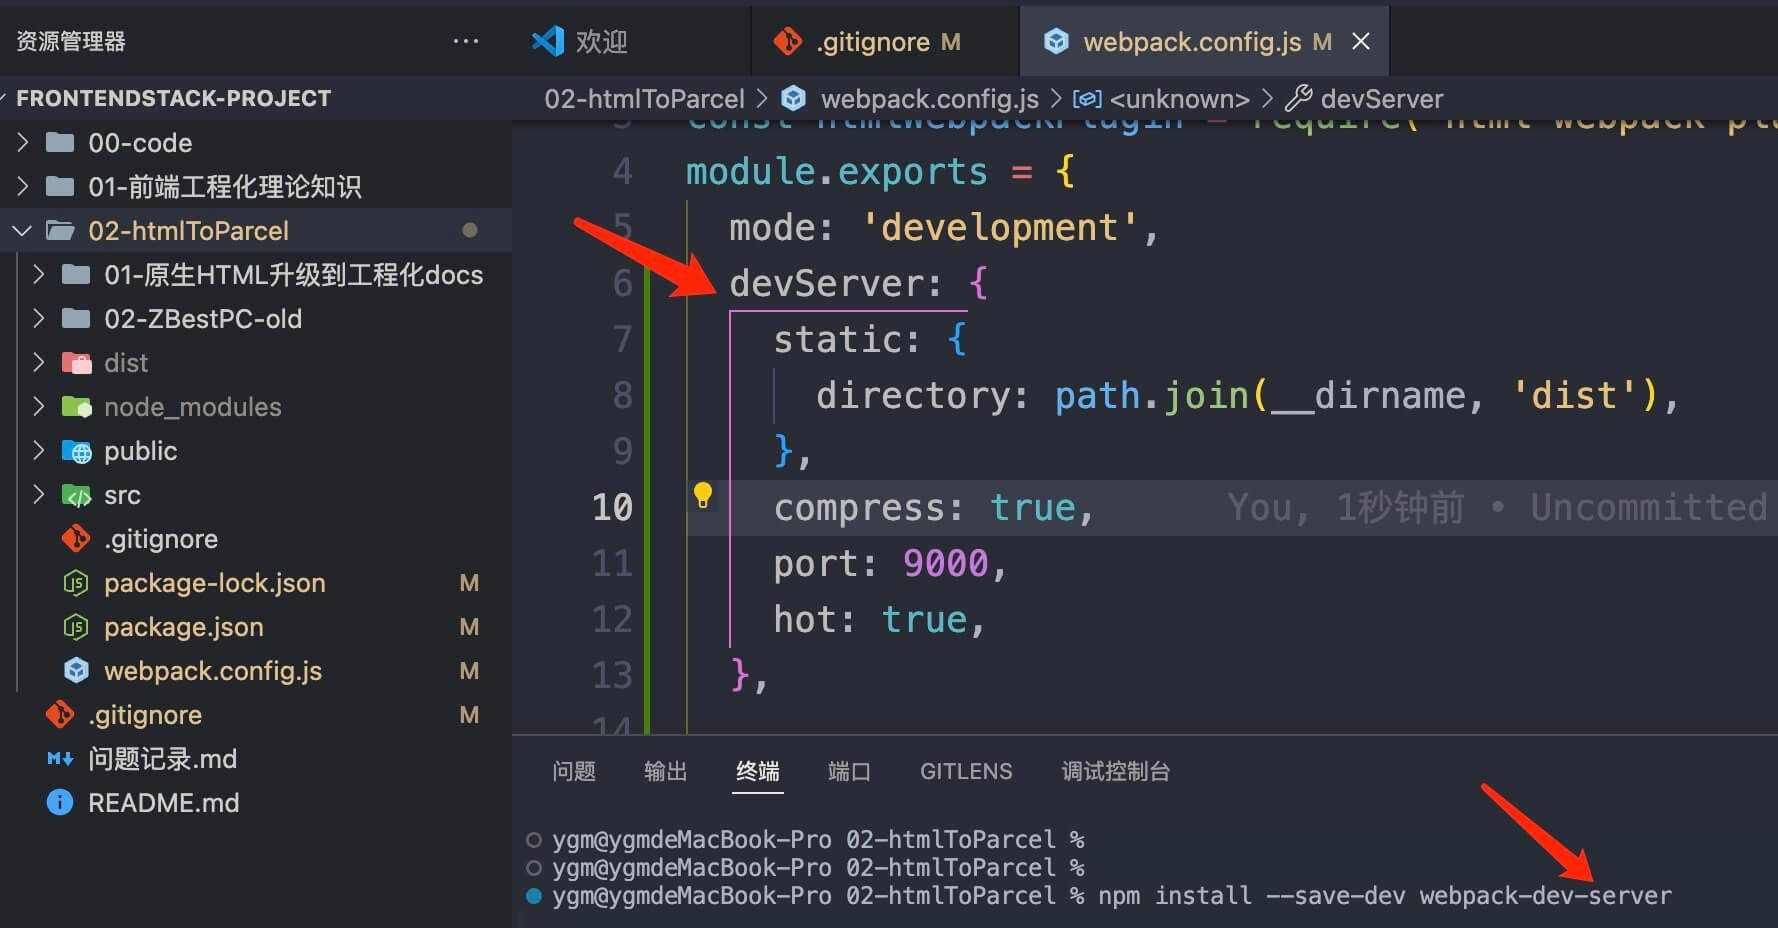 资源管理器
欢迎
.gitignore M
webpack.config.js M
FRONTENDSTACK-PROJECT
02-htmlToParcel > webpack.config.js > <unknown> > devServer
00-code
01-前端工程化理论知识
02-htmlToParcel
01-原生HTML升级到工程化docs
02-ZBestPC-old
dist
node_modules
public
src
.gitignore
package-lock.json M
package.json M
webpack.config.js M
.gitignore M
问题记录.md
README.md
4 module.exports = {
5 mode: 'development',
6 devServer: {
7 static: {
8 directory: path.join(__dirname, 'dist'),
9 },
10 compress: true, You, 1秒钟前 • Uncommitted
11 port: 9000,
12 hot: true,
13 },
14
问题 输出 终端 端口 GITLENS 调试控制台
ygm@ygmdeMacBook-Pro 02-htmlToParcel %
ygm@ygmdeMacBook-Pro 02-htmlToParcel %
ygm@ygmdeMacBook-Pro 02-htmlToParcel % npm install --save-dev webpack-dev-server